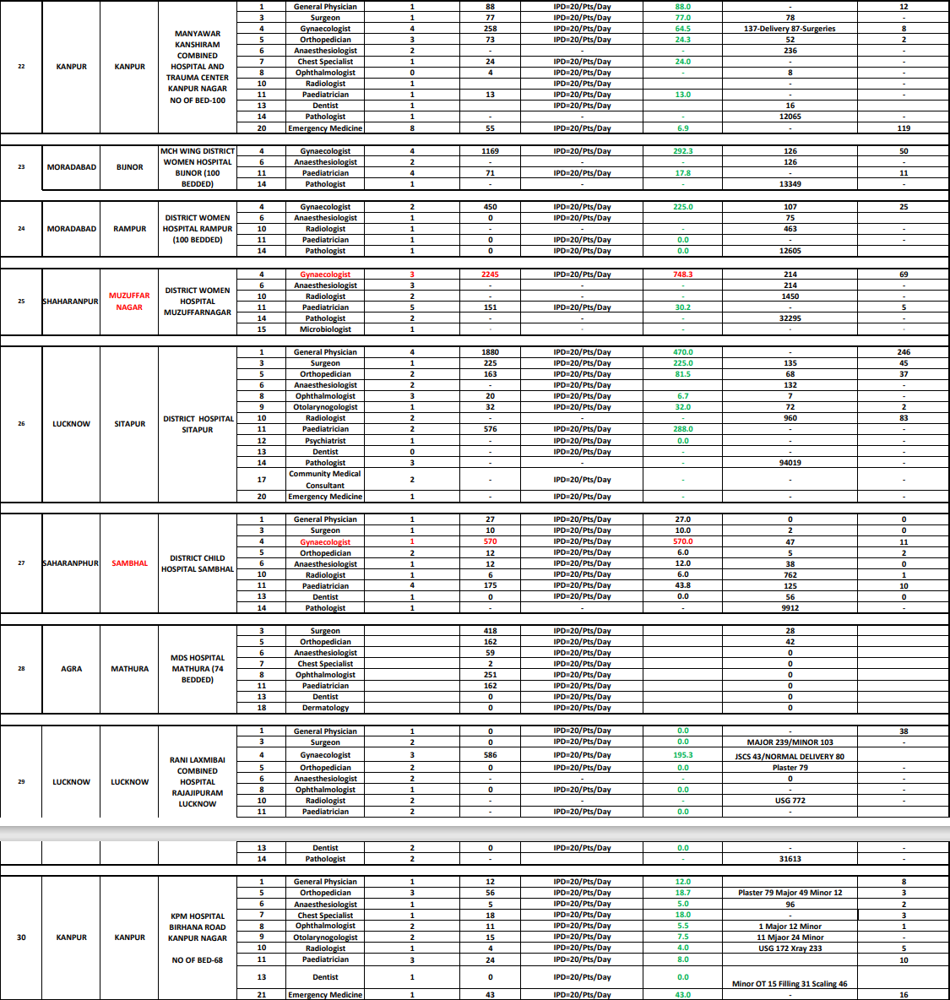 22 KANPUR KANPUR MANYAWAR KANSHIRAM COMBINED HOSPITAL AND TRAUMA CENTER KANPUR NAGAR NO OF BED-100
1 General Physician 1 88 IPD=20/Pts/Day 88.0 - 12
3 Surgeon 1 77 IPD=20/Pts/Day 77.0 78 -
4 Gynaecologist 4 258 IPD=20/Pts/Day 64.5 137-Delivery 87-Surgeries 8
5 Orthopedician 3 73 IPD=20/Pts/Day 24.3 52 2
6 Anaesthesiologist 2 - - - 236 -
7 Chest Specialist 1 24 IPD=20/Pts/Day 24.0 - -
8 Ophthalmologist 0 4 IPD=20/Pts/Day - 8 -
10 Radiologist 1 IPD=20/Pts/Day - -
11 Paediatrician 1 13 IPD=20/Pts/Day 13.0 - -
13 Dentist 1 IPD=20/Pts/Day 16
14 Pathologist 1 - - - 12065 -
20 Emergency Medicine 8 55 IPD=20/Pts/Day 6.9 - 119
23 MORADABAD BIJNOR MCH WING DISTRICT WOMEN HOSPITAL BIJNOR (100 BEDDED)
4 Gynaecologist 4 1169 IPD=20/Pts/Day 292.3 126 50
6 Anaesthesiologist 2 - - - 126 -
11 Paediatrician 4 71 IPD=20/Pts/Day 17.8 - 11
14 Pathologist 1 - - - 13349 -
24 MORADABAD RAMPUR DISTRICT WOMEN HOSPITAL RAMPUR (100 BEDDED)
4 Gynaecologist 2 450 IPD=20/Pts/Day 225.0 107 25
6 Anaesthesiologist 1 0 IPD=20/Pts/Day 75
10 Radiologist 1 - - - 463 -
11 Paediatrician 1 0 IPD=20/Pts/Day 0.0 - -
14 Pathologist 1 0 IPD=20/Pts/Day 0.0 12605
25 SHAHARANPUR MUZUFFAR NAGAR DISTRICT WOMEN HOSPITAL MUZUFFARNAGAR
4 Gynaecologist 3 2245 IPD=20/Pts/Day 748.3 214 69
6 Anaesthesiologist 3 - - - 214 -
10 Radiologist 2 - - - 1450 -
11 Paediatrician 5 151 IPD=20/Pts/Day 30.2 - 5
14 Pathologist 2 - - - 32295 -
15 Microbiologist 1 - - - - -
26 LUCKNOW SITAPUR DISTRICT HOSPITAL SITAPUR
1 General Physician 4 1880 IPD=20/Pts/Day 470.0 - 246
3 Surgeon 1 225 IPD=20/Pts/Day 225.0 135 45
5 Orthopedician 2 163 IPD=20/Pts/Day 81.5 68 37
6 Anaesthesiologist 2 - IPD=20/Pts/Day - 132 -
8 Ophthalmologist 3 20 IPD=20/Pts/Day 6.7 7 -
9 Otolarynogologist 1 32 IPD=20/Pts/Day 32.0 72 2
10 Radiologist 2 - - - 960 83
11 Paediatrician 2 576 IPD=20/Pts/Day 288.0 - -
12 Psychiatrist 1 - IPD=20/Pts/Day 0.0 - -
13 Dentist 0 - IPD=20/Pts/Day - - -
14 Pathologist 3 - - - 94019 -
17 Community Medical Consultant 2 - IPD=20/Pts/Day - - -
20 Emergency Medicine 1 - IPD=20/Pts/Day - - -
27 SAHARANPHUR SAMBHAL DISTRICT CHILD HOSPITAL SAMBHAL
1 General Physician 1 27 IPD=20/Pts/Day 27.0 0 0
3 Surgeon 1 10 IPD=20/Pts/Day 10.0 2 0
4 Gynaecologist 1 570 IPD=20/Pts/Day 570.0 47 11
5 Orthopedician 2 12 IPD=20/Pts/Day 6.0 5 2
6 Anaesthesiologist 1 12 IPD=20/Pts/Day 12.0 38 0
10 Radiologist 1 6 IPD=20/Pts/Day 6.0 762 1
11 Paediatrician 4 175 IPD=20/Pts/Day 43.8 125 10
13 Dentist 1 0 IPD=20/Pts/Day 0.0 56 0
14 Pathologist 1 - - - 9912 -
28 AGRA MATHURA MDS HOSPITAL MATHURA (74 BEDDED)
3 Surgeon 418 IPD=20/Pts/Day 28
5 Orthopedician 162 IPD=20/Pts/Day 42
6 Anaesthesiologist 59 IPD=20/Pts/Day 0
7 Chest Specialist 2 IPD=20/Pts/Day 0
8 Ophthalmologist 251 IPD=20/Pts/Day 0
11 Paediatrician 162 IPD=20/Pts/Day 0
13 Dentist 0 IPD=20/Pts/Day 0
18 Dermatology 0 IPD=20/Pts/Day 0
29 LUCKNOW LUCKNOW RANI LAXMIBAI COMBINED HOSPITAL RAJAJIPURAM LUCKNOW
1 General Physician 1 0 IPD=20/Pts/Day 0.0 - 38
3 Surgeon 2 0 IPD=20/Pts/Day 0.0 MAJOR 239/MINOR 103 -
4 Gynaecologist 3 586 IPD=20/Pts/Day 195.3 JSCS 43/NORMAL DELIVERY 80
5 Orthopedician 2 0 IPD=20/Pts/Day 0.0 Plaster 79 -
6 Anaesthesiologist 2 - - - 0 -
8 Ophthalmologist 1 0 IPD=20/Pts/Day 0.0 - -
10 Radiologist 2 - - - USG 772 -
11 Paediatrician 2 - IPD=20/Pts/Day 0.0 -
13 Dentist 2 0 IPD=20/Pts/Day 0.0 - -
14 Pathologist 2 - - 31613 -
30 KANPUR KANPUR KPM HOSPITAL BIRHANA ROAD KANPUR NAGAR NO OF BED-68
1 General Physician 1 12 IPD=20/Pts/Day 12.0 8
5 Orthopedician 3 56 IPD=20/Pts/Day 18.7 Plaster 79 Major 49 Minor 12 3
6 Anaesthesiologist 1 5 IPD=20/Pts/Day 5.0 96 2
7 Chest Specialist 1 18 IPD=20/Pts/Day 18.0 - 3
8 Ophthalmologist 2 11 IPD=20/Pts/Day 5.5 1 Major 12 Minor 1
9 Otolarynogologist 2 15 IPD=20/Pts/Day 7.5 11 Mjaor 24 Minor -
10 Radiologist 1 4 IPD=20/Pts/Day 4.0 USG 172 Xray 233 5
11 Paediatrician 3 24 IPD=20/Pts/Day 8.0 10
13 Dentist 1 0 IPD=20/Pts/Day 0.0 Minor OT 15 Filling 31 Scaling 46
21 Emergency Medicine 1 43 IPD=20/Pts/Day 43.0 - 16